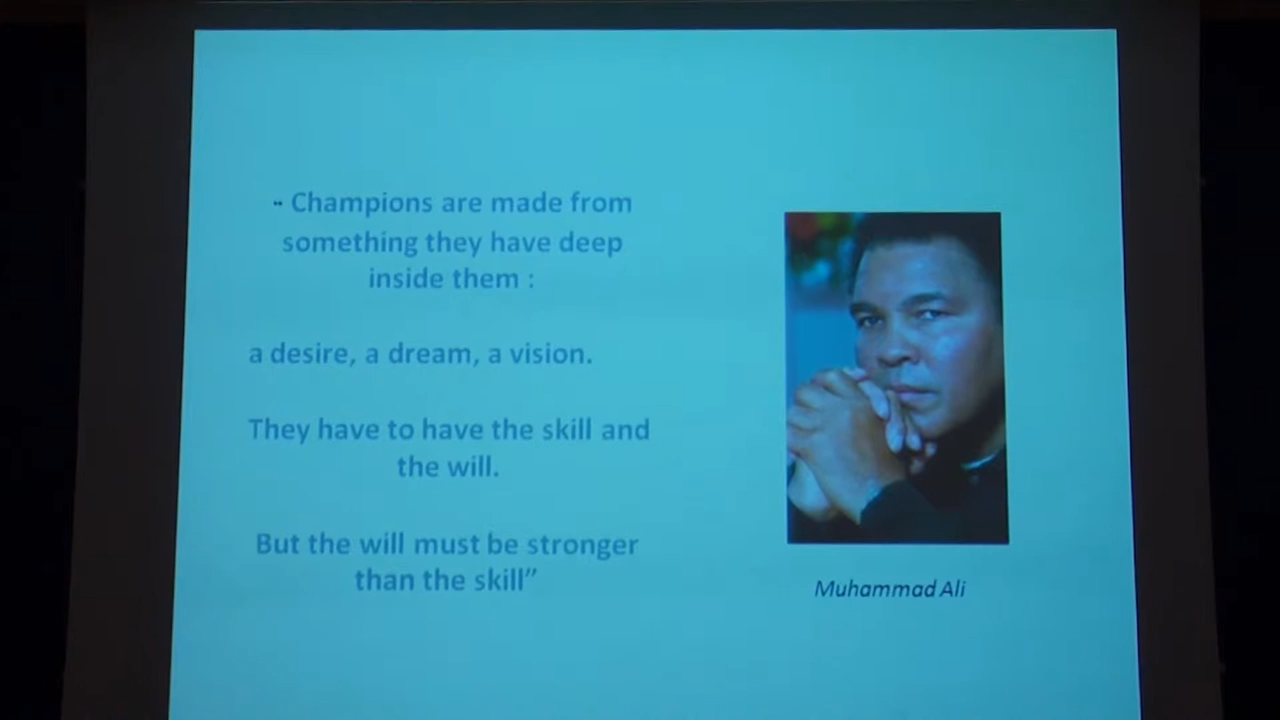 -- Champions are made from
something they have deep
inside them :
a desire, a dream, a vision.
They have to have the skill and
the will.
But the will must be stronger
than the skill”
Muhammad Ali